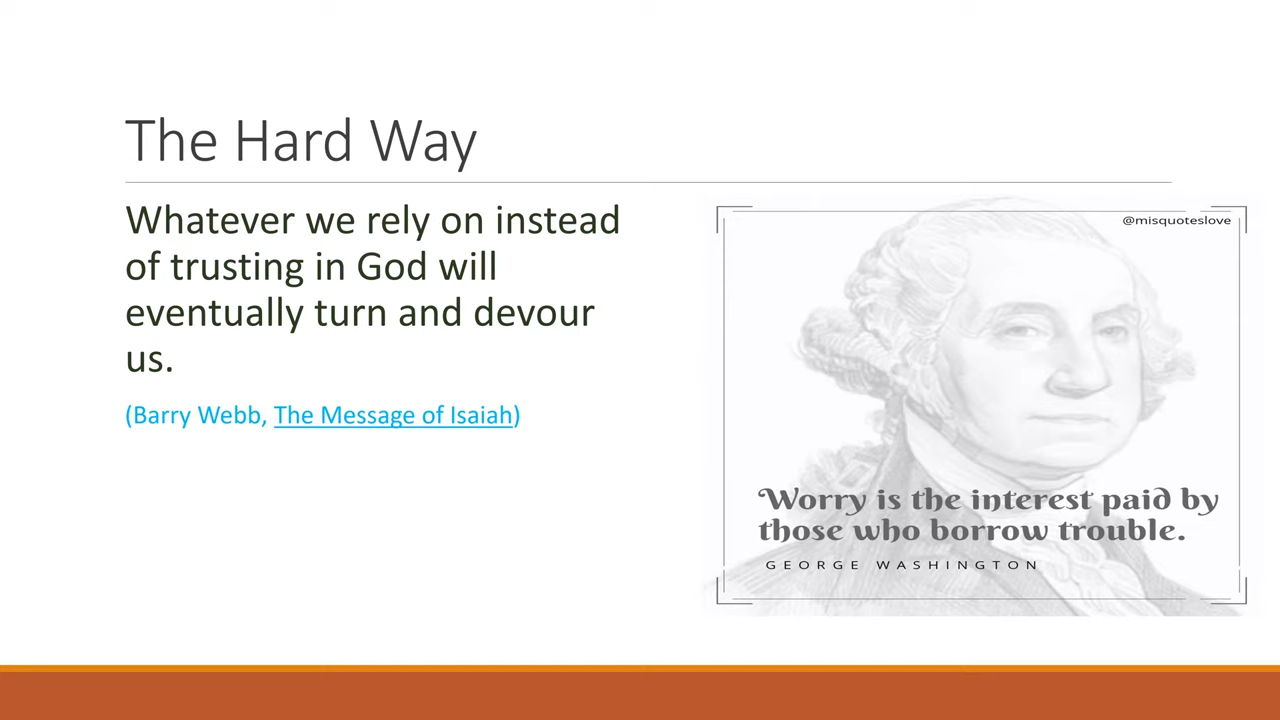 The Hard Way
Whatever we rely on instead
of trusting in God will
eventually turn and devour
us.
(Barry Webb, The Message of Isaiah)
@misquoteslove
Worry is the interest paid by
those who borrow trouble.
GEORGE WASHINGTON